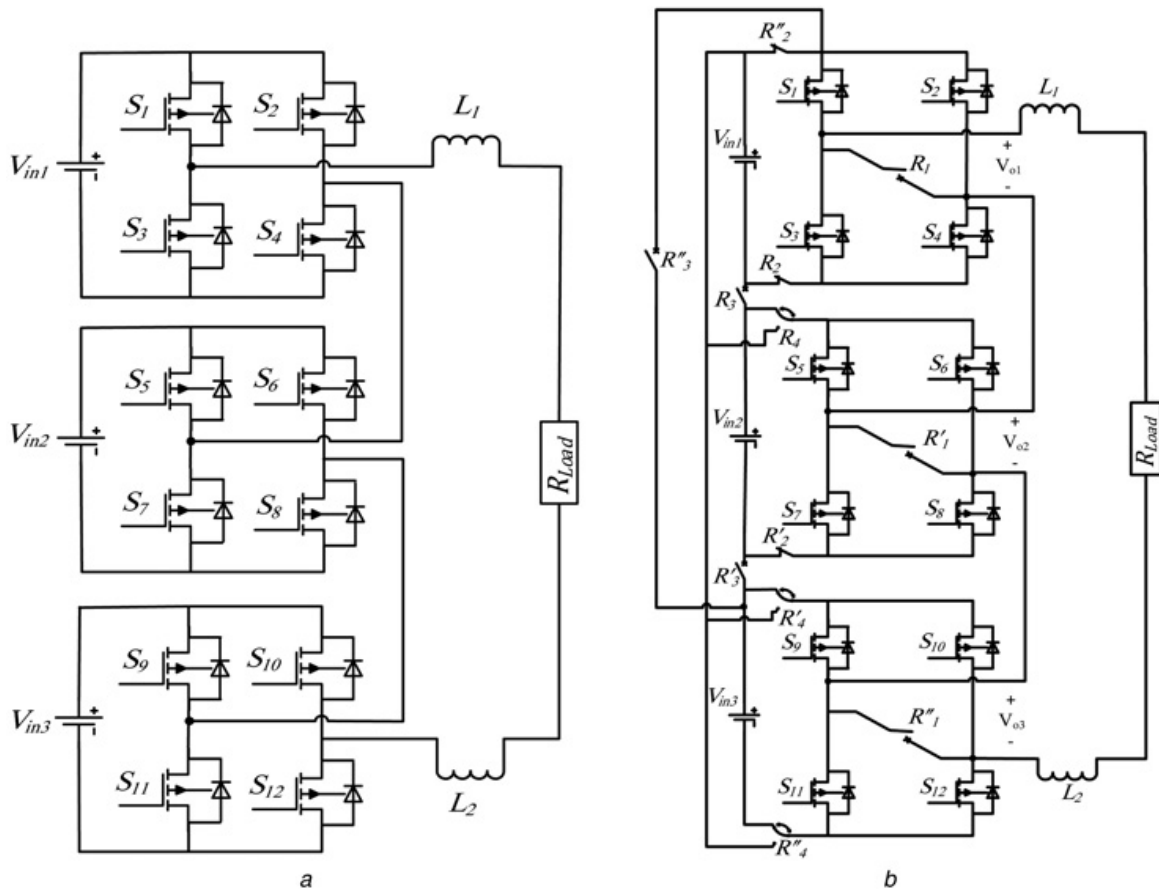 S1
S2
L1
Vin1
+
-
S3
S4
S5
S6
Vin2
+
-
RLoad
S7
S8
S9
S10
Vin3
+
-
S11
S12
L2
a
R"2
S1
S2
L1
Vin1
+
R1
+
Vo1
-
S3
S4
R"3
R2
R3
R4
S5
S6
Vin2
+
R'1
+
Vo2
-
RLoad
S7
S8
R'2
R'3
R'4
S9
S10
Vin3
+
R"1
+
Vo3
-
S11
S12
L2
R"4
b